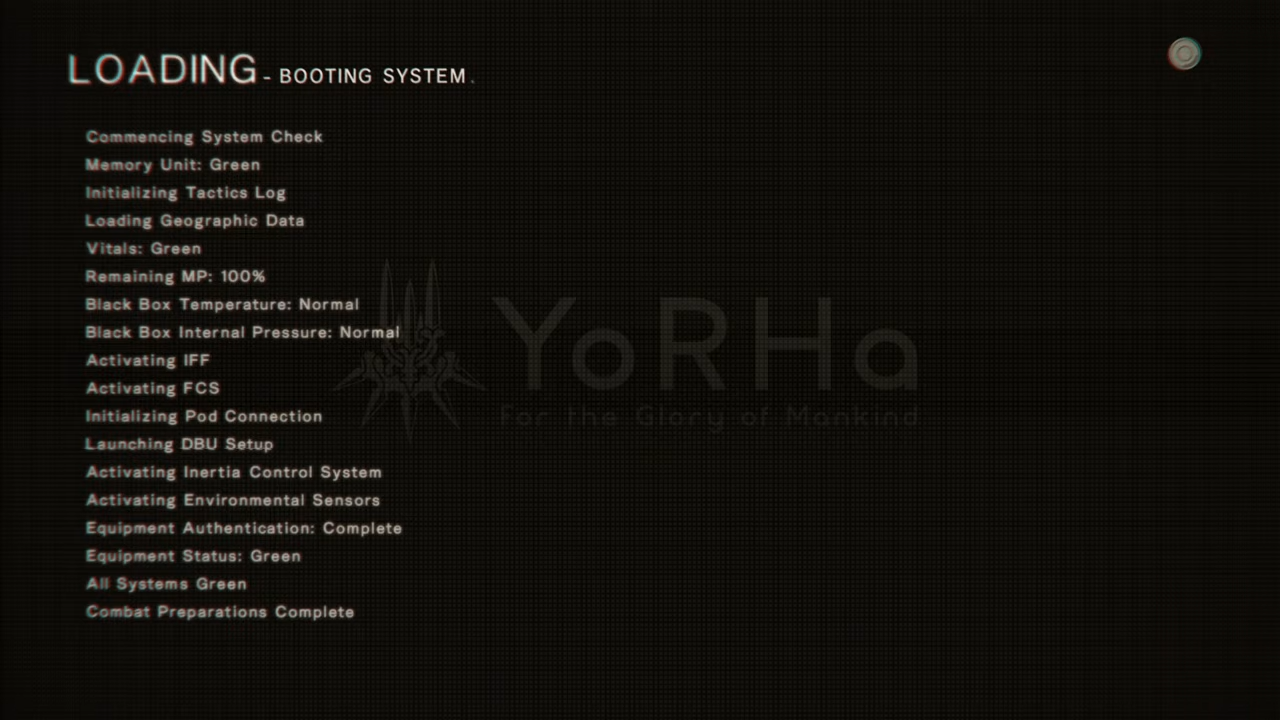 LOADING - BOOTING SYSTEM.
Commencing System Check
Memory Unit: Green
Initializing Tactics Log
Loading Geographic Data
Vitals: Green
Remaining MP: 100%
Black Box Temperature: Normal
Black Box Internal Pressure: Normal
Activating IFF
Activating FCS
Initializing Pod Connection
Launching DBU Setup
Activating Inertia Control System
Activating Environmental Sensors
Equipment Authentication: Complete
Equipment Status: Green
All Systems Green
Combat Preparations Complete
YoRHa
For the Glory of Mankind